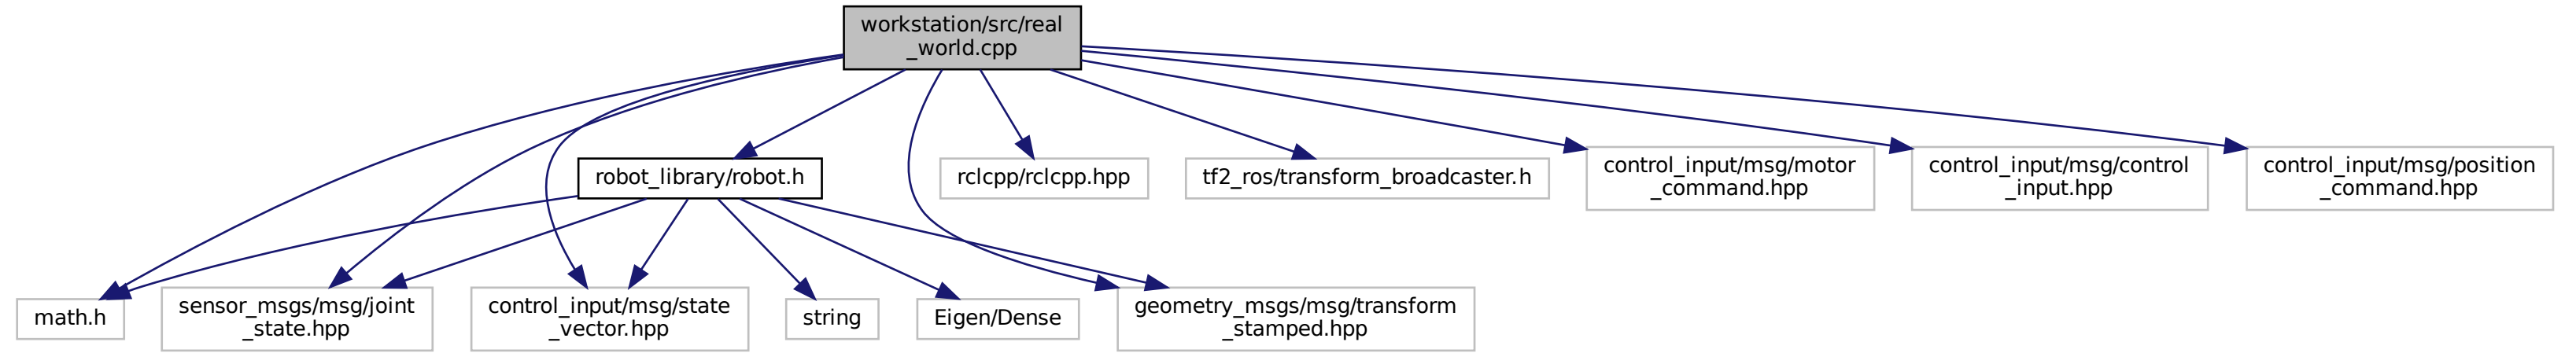 workstation/src/real
_world.cpp
robot_library/robot.h
rclcpp/rclcpp.hpp
tf2_ros/transform_broadcaster.h
control_input/msg/motor
_command.hpp
control_input/msg/control
_input.hpp
control_input/msg/position
_command.hpp
math.h
sensor_msgs/msg/joint
_state.hpp
control_input/msg/state
_vector.hpp
string
Eigen/Dense
geometry_msgs/msg/transform
_stamped.hpp